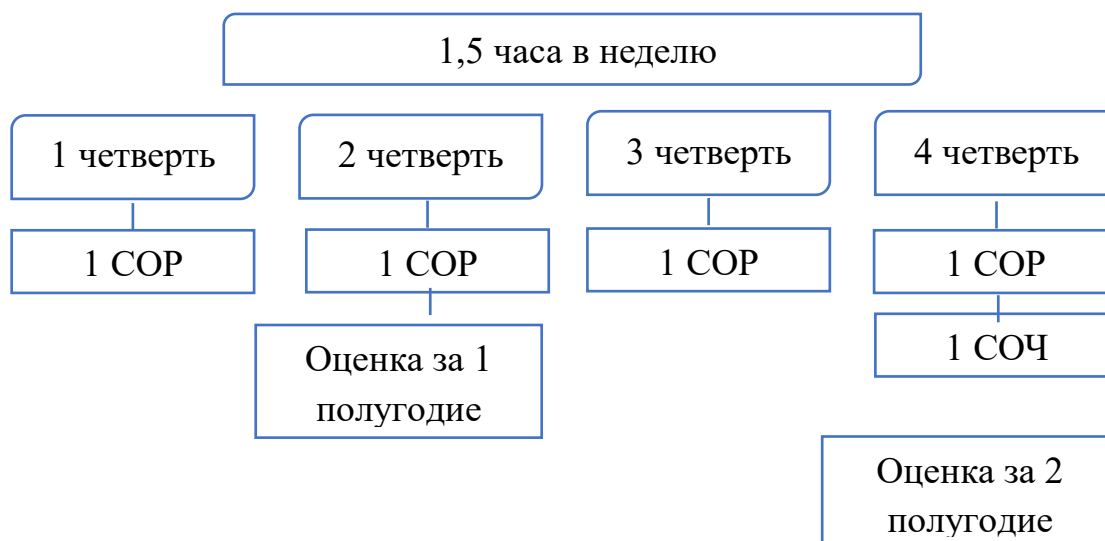 1,5 часа в неделю
1 четверть
2 четверть
3 четверть
4 четверть
1 СОР
1 СОР
1 СОР
1 СОР
1 СОЧ
Оценка за 1
полугодие
Оценка за 2
полугодие